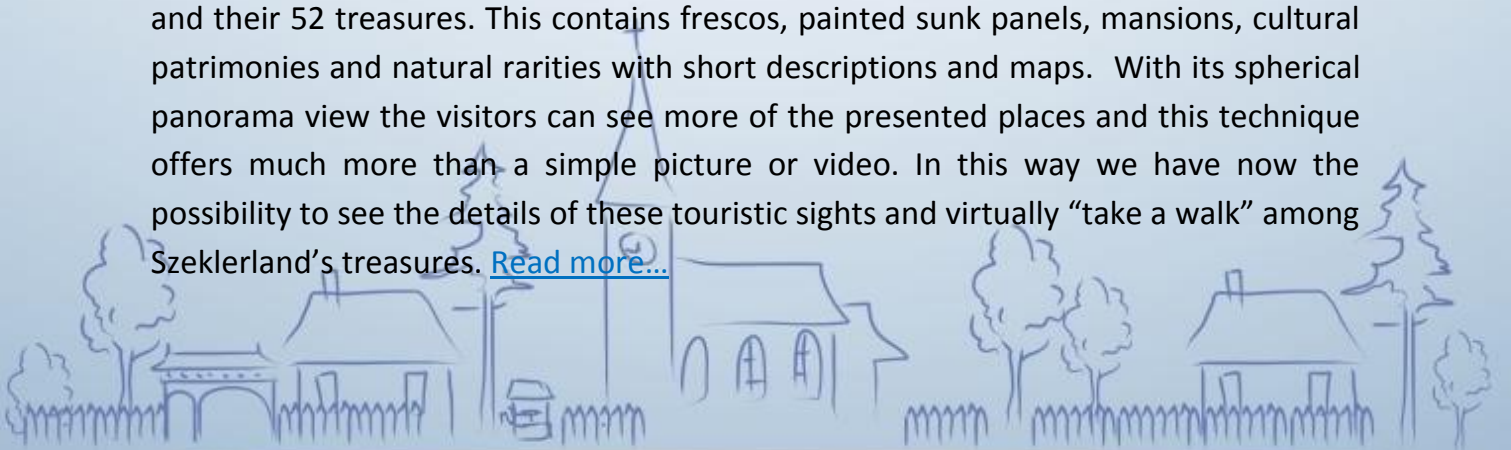 and their 52 treasures. This contains frescos, painted sunk panels, mansions, cultural
patrimonies and natural rarities with short descriptions and maps. With its spherical
panorama view the visitors can see more of the presented places and this technique
offers much more than a simple picture or video. In this way we have now the
possibility to see the details of these touristic sights and virtually “take a walk” among
Szeklerland’s treasures. Read more…